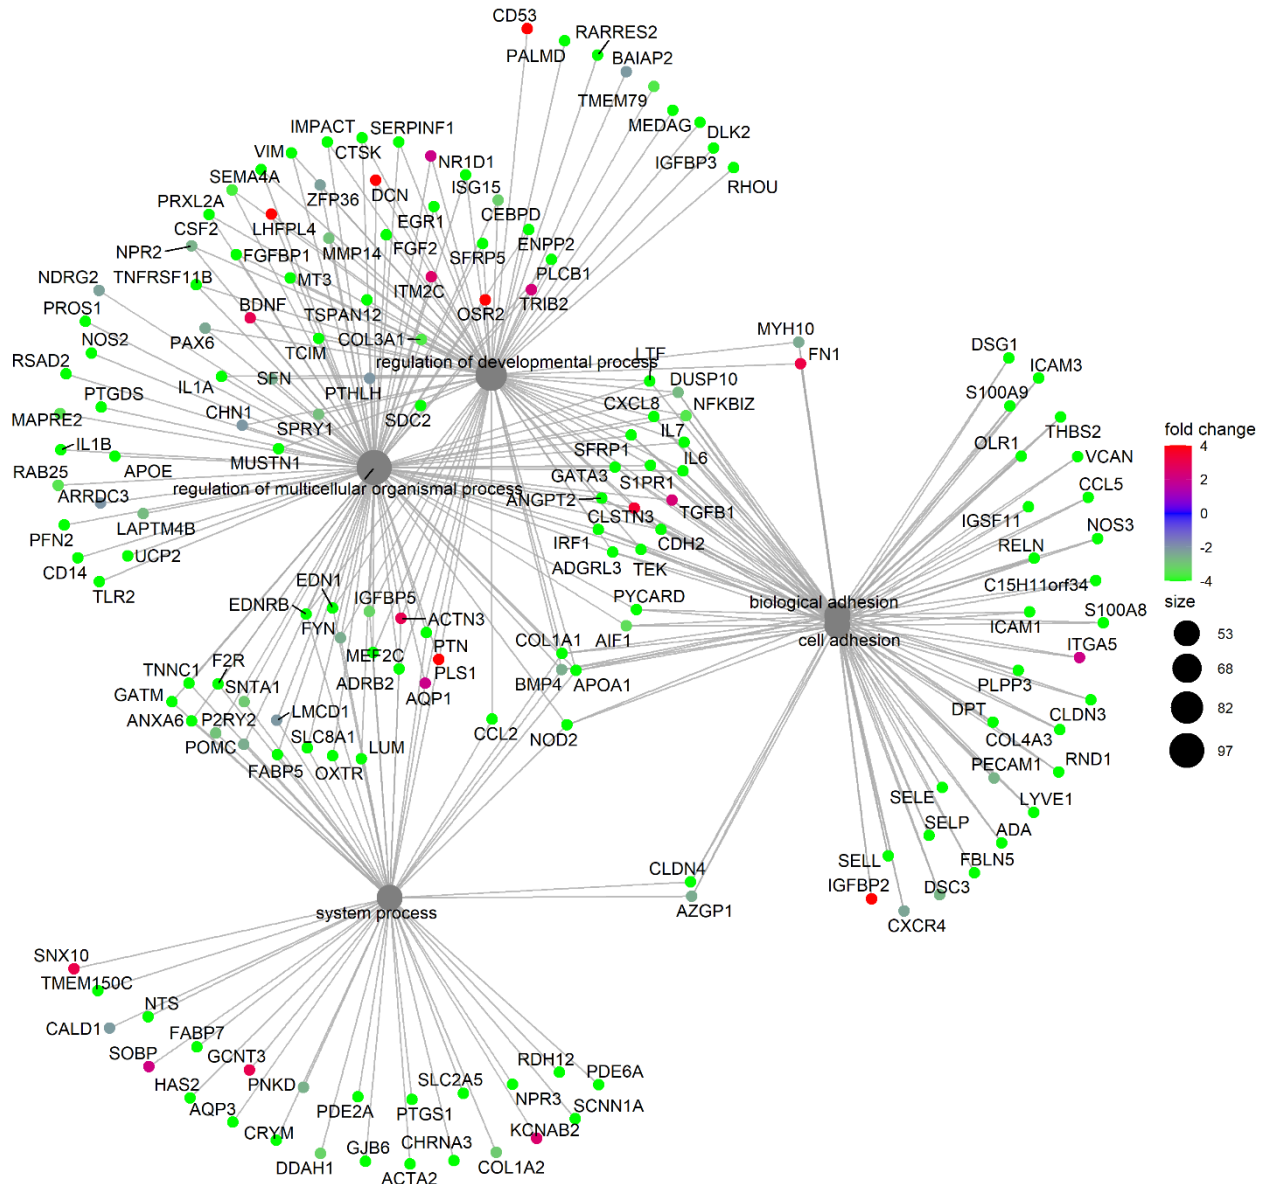 CD53
RARRES2
PALMD
BAIAP2
TMEM79
MEDAG
DLK2
IGFBP3
RHOU
IMPACT
SERPINF1
CTSK
VIM
NR1D1
SEMA4A
ISG15
ZFP36
DCN
PRXL2A
CEBPD
EGR1
CSF2
LHFPL4
NPR2
FGFBP1
MMP14
FGF2
SFRP5
ENPP2
PLCB1
NDRG2
TNFRSF11B
MT3
ITM2C
TRIB2
BDNF
TSPAN12
OSR2
PROS1
NOS2
PAX6
TCIM
COL3A1
MYH10
FN1
RSAD2
regulation of developmental process
LTF
DSG1
ICAM3
IL1A
SFN
PTHLH
DUSP10
PTGDS
CXCL8
NFKBIZ
S100A9
MAPRE2
CHN1
SPRY1
SDC2
IL7
THBS2
IL1B
SFRP1
OLR1
VCAN
APOE
MUSTN1
IL6
RAB25
GATA3
S1PR1
CCL5
ARRDC3
regulation of multicellular organismal process
ANGPT2
TGFB1
fold change
4
2
0
-2
-4
LAPTM4B
CLSTN3
IGSF11
NOS3
PFN2
IRF1
CDH2
RELN
CD14
UCP2
ADGRL3
TEK
TLR2
EDN1
IGFBP5
C15H11orf34
EDNRB
ACTN3
PYCARD
biological adhesion
size
53
68
82
97
FYN
PTN
COL1A1
AIF1
cell adhesion
ICAM1
S100A8
TNNC1
F2R
MEF2C
PLS1
ITGA5
GATM
SNTA1
ADRB2
AQP1
BMP4
APOA1
PLPP3
ANXA6
P2RY2
LMCD1
DPT
CLDN3
POMC
SLC8A1
LUM
CCL2
NOD2
COL4A3
FABP5
OXTR
PECAM1
RND1
SELE
LYVE1
SELP
ADA
CLDN4
SELL
FBLN5
IGFBP2
DSC3
system process
AZGP1
CXCR4
SNX10
TMEM150C
NTS
CALD1
FABP7
SOBP
GCNT3
RDH12
PDE6A
HAS2
PNKD
SLC2A5
NPR3
AQP3
PDE2A
PTGS1
SCNN1A
CRYM
KCNAB2
GJB6
CHRNA3
DDAH1
COL1A2
ACTA2